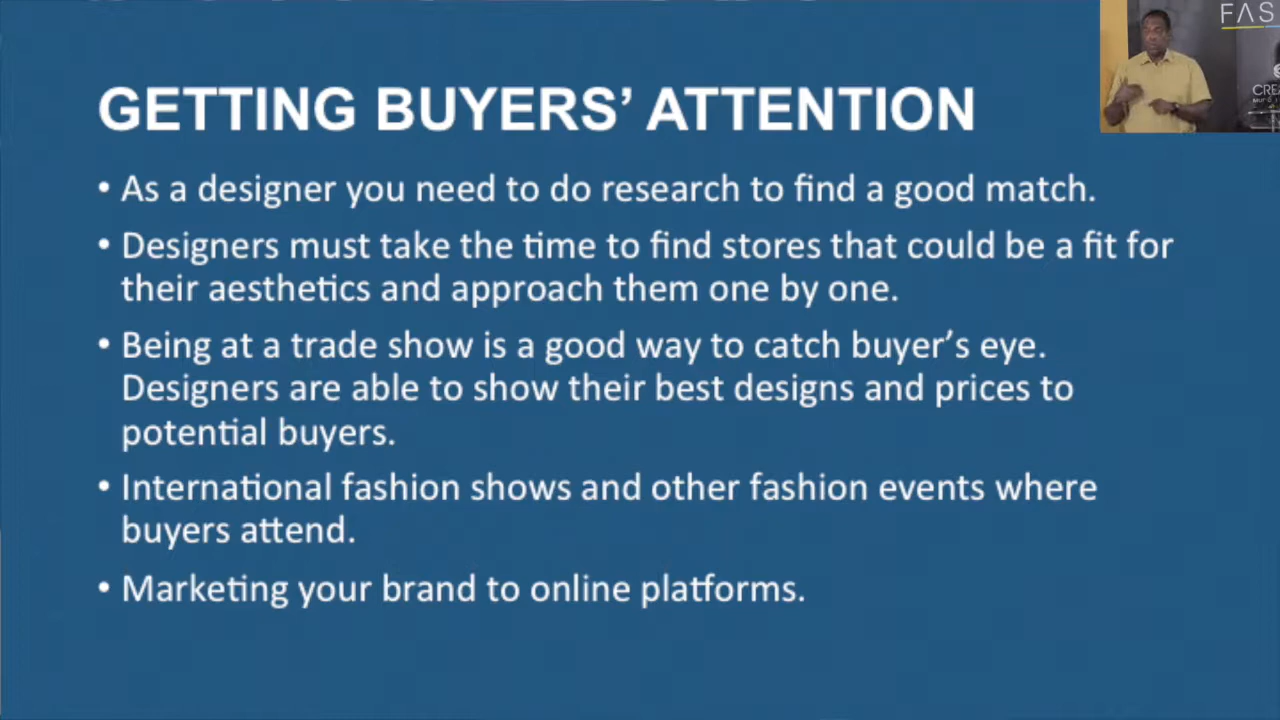 FAS
GETTING BUYERS’ ATTENTION
• As a designer you need to do research to find a good match.
• Designers must take the time to find stores that could be a fit for
their aesthetics and approach them one by one.
• Being at a trade show is a good way to catch buyer’s eye.
Designers are able to show their best designs and prices to
potential buyers.
• International fashion shows and other fashion events where
buyers attend.
• Marketing your brand to online platforms.
CREA